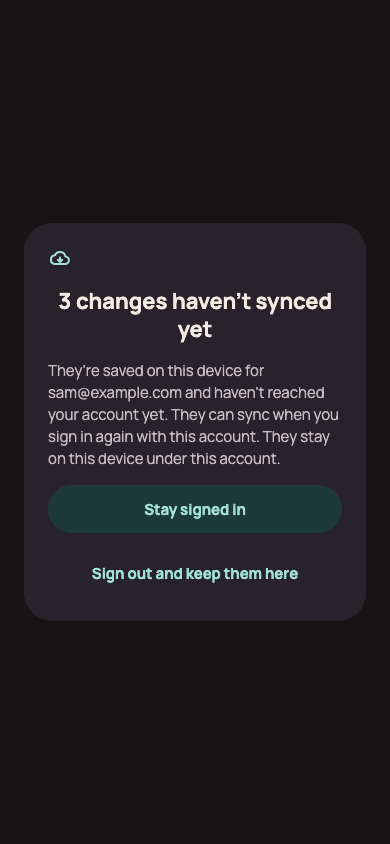 3 changes haven’t synced
yet
They’re saved on this device for
sam@example.com and haven’t reached
your account yet. They can sync when you
sign in again with this account. They stay
on this device under this account.
Stay signed in
Sign out and keep them here